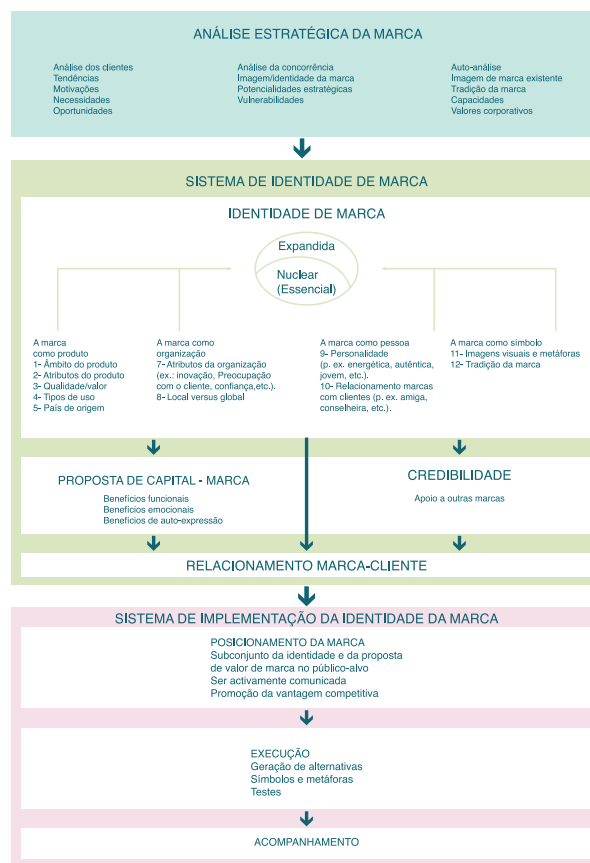 ANÁLISE ESTRATÉGICA DA MARCA
Análise dos clientes
Tendências
Motivações
Necessidades
Oportunidades
Análise da concorrência
Imagem/identidade da marca
Potencialidades estratégicas
Vulnerabilidades
Auto-análise
Imagem de marca existente
Tradição da marca
Capacidades
Valores corporativos
SISTEMA DE IDENTIDADE DE MARCA
IDENTIDADE DE MARCA
Expandida
Nuclear
(Essencial)
A marca
como produto
1- Âmbito do produto
2- Atributos do produto
3- Qualidade/valor
4- Tipos de uso
5- País de origem
A marca como
organização
7- Atributos da organização
(ex.: inovação, Preocupação
com o cliente, confiança,etc.).
8- Local versus global
A marca como pessoa
9- Personalidade
(p. ex. energética, autêntica,
jovem, etc.).
10- Relacionamento marcas
com clientes (p. ex. amiga,
conselheira, etc.).
A marca como símbolo
11- Imagens visuais e metáforas
12- Tradição da marca
PROPOSTA DE CAPITAL - MARCA
Benefícios funcionais
Benefícios emocionais
Benefícios de auto-expressão
CREDIBILIDADE
Apoio a outras marcas
RELACIONAMENTO MARCA-CLIENTE
SISTEMA DE IMPLEMENTAÇÃO DA IDENTIDADE DA MARCA
POSICIONAMENTO DA MARCA
Subconjunto da identidade e da proposta
de valor de marca no público-alvo
Ser activamente comunicada
Promoção da vantagem competitiva
EXECUÇÃO
Geração de alternativas
Símbolos e metáforas
Testes
ACOMPANHAMENTO